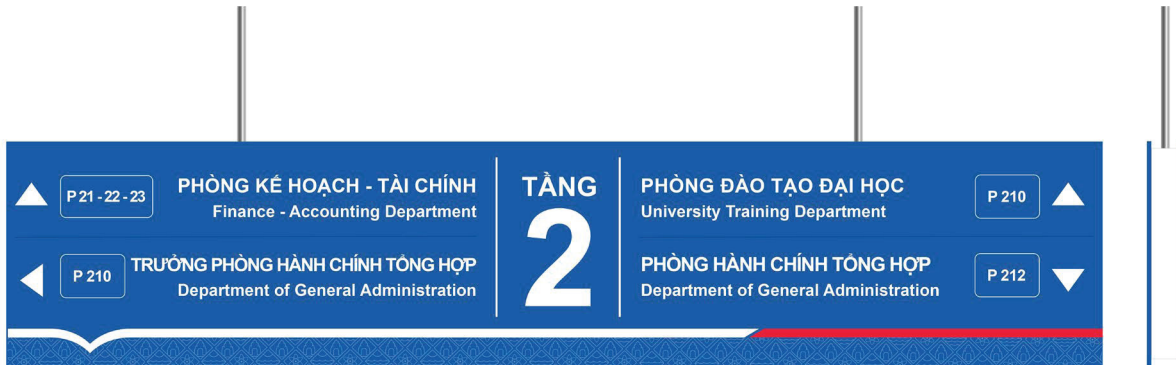 P 21 - 22 - 23
PHÒNG KẾ HOẠCH - TÀI CHÍNH
Finance - Accounting Department
P 210
TRƯỞNG PHÒNG HÀNH CHÍNH TỔNG HỢP
Department of General Administration
TẦNG
2
PHÒNG ĐÀO TẠO ĐẠI HỌC
University Training Department
P 210
PHÒNG HÀNH CHÍNH TỔNG HỢP
Department of General Administration
P 212